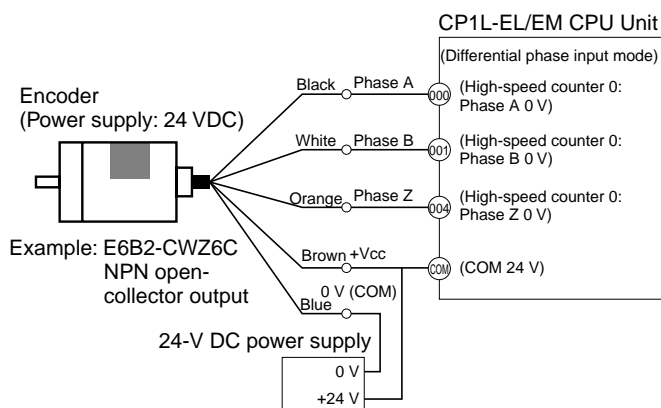 CP1L-EL/EM CPU Unit
(Differential phase input mode)
Encoder
(Power supply: 24 VDC)
Black Phase A 000 (High-speed counter 0:
Phase A 0 V)
White Phase B 001 (High-speed counter 0:
Phase B 0 V)
Orange Phase Z 004 (High-speed counter 0:
Phase Z 0 V)
Example: E6B2-CWZ6C
NPN open-
collector output
Brown +Vcc COM (COM 24 V)
0 V (COM)
Blue
24-V DC power supply
0 V
+24 V